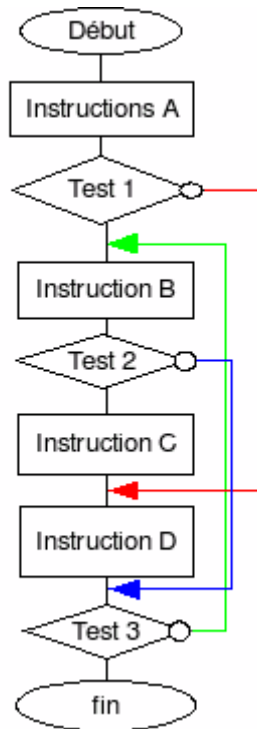 Début
Instructions A
Test 1
Instruction B
Test 2
Instruction C
Instruction D
Test 3
fin